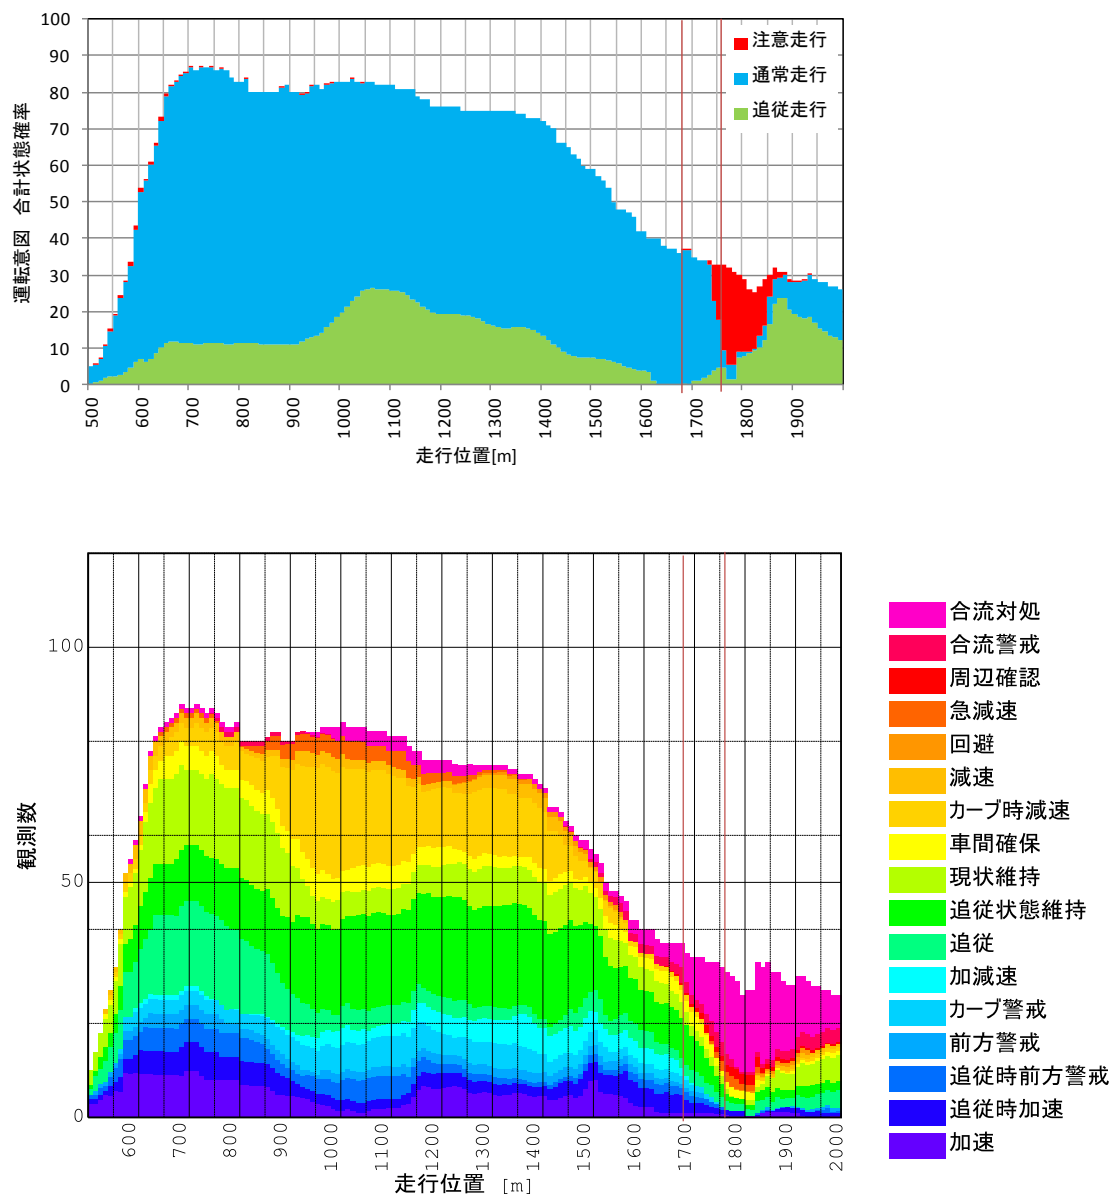 100
90
80
70
60
50
40
30
20
10
0
運転意図 合計状態確率
注意走行
通常走行
追従走行
500
600
700
800
900
1000
1100
1200
1300
1400
1500
1600
1700
1800
1900
走行位置[m]
100
50
0
観測数
600
700
800
900
1000
1100
1200
1300
1400
1500
1600
1700
1800
1900
2000
走行位置 [m]
合流対処
合流警戒
周辺確認
急減速
回避
減速
カーブ時減速
車間確保
現状維持
追従状態維持
追従
加減速
カーブ警戒
前方警戒
追従時前方警戒
追従時加速
加速